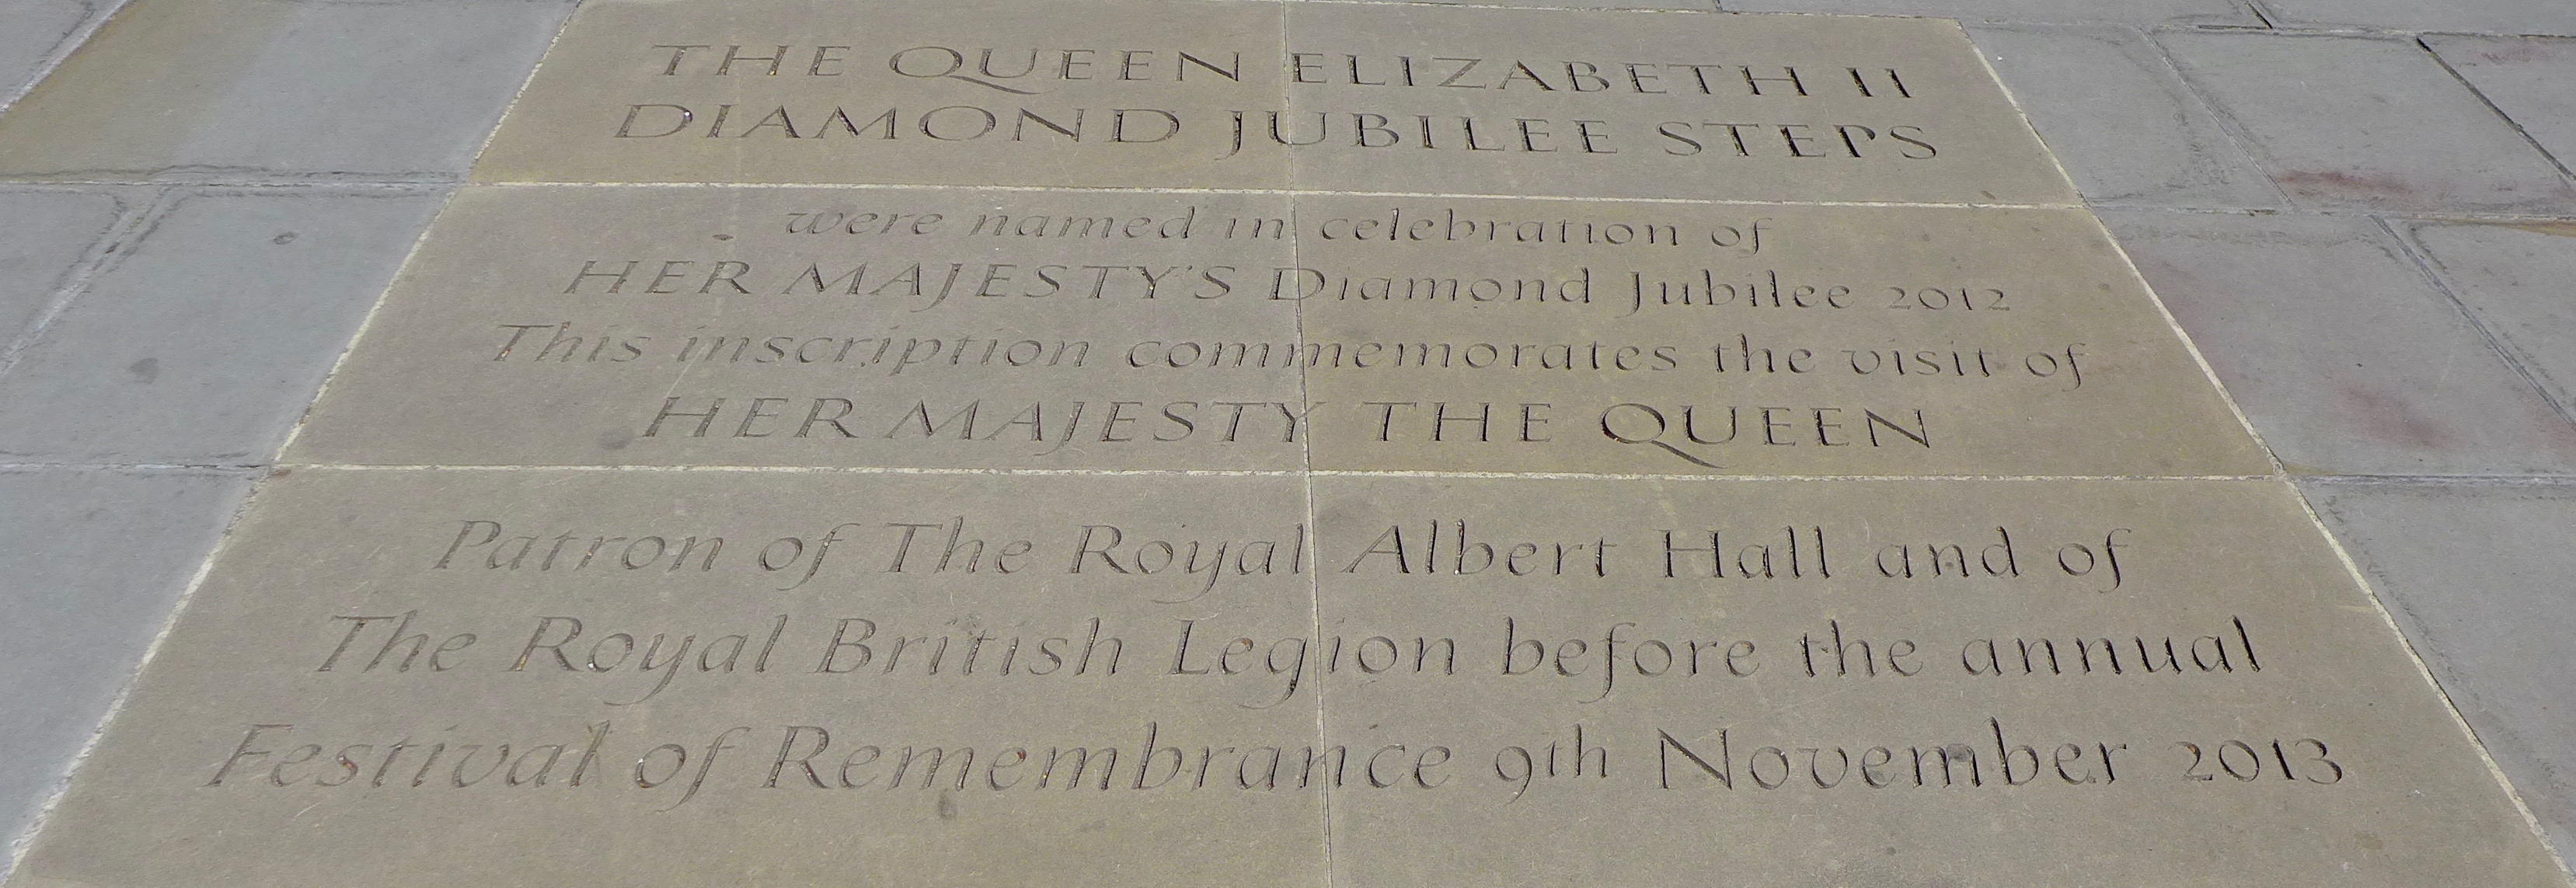 THE QUEEN ELIZABETH II
DIAMOND JUBILEE STEPS
were named in celebration of
HER MAJESTY'S Diamond Jubilee 2012
This inscription commemorates the visit of
HER MAJESTY THE QUEEN
Patron of The Royal Albert Hall and of
The Royal British Legion before the annual
Festival of Remembrance 9th November 2013